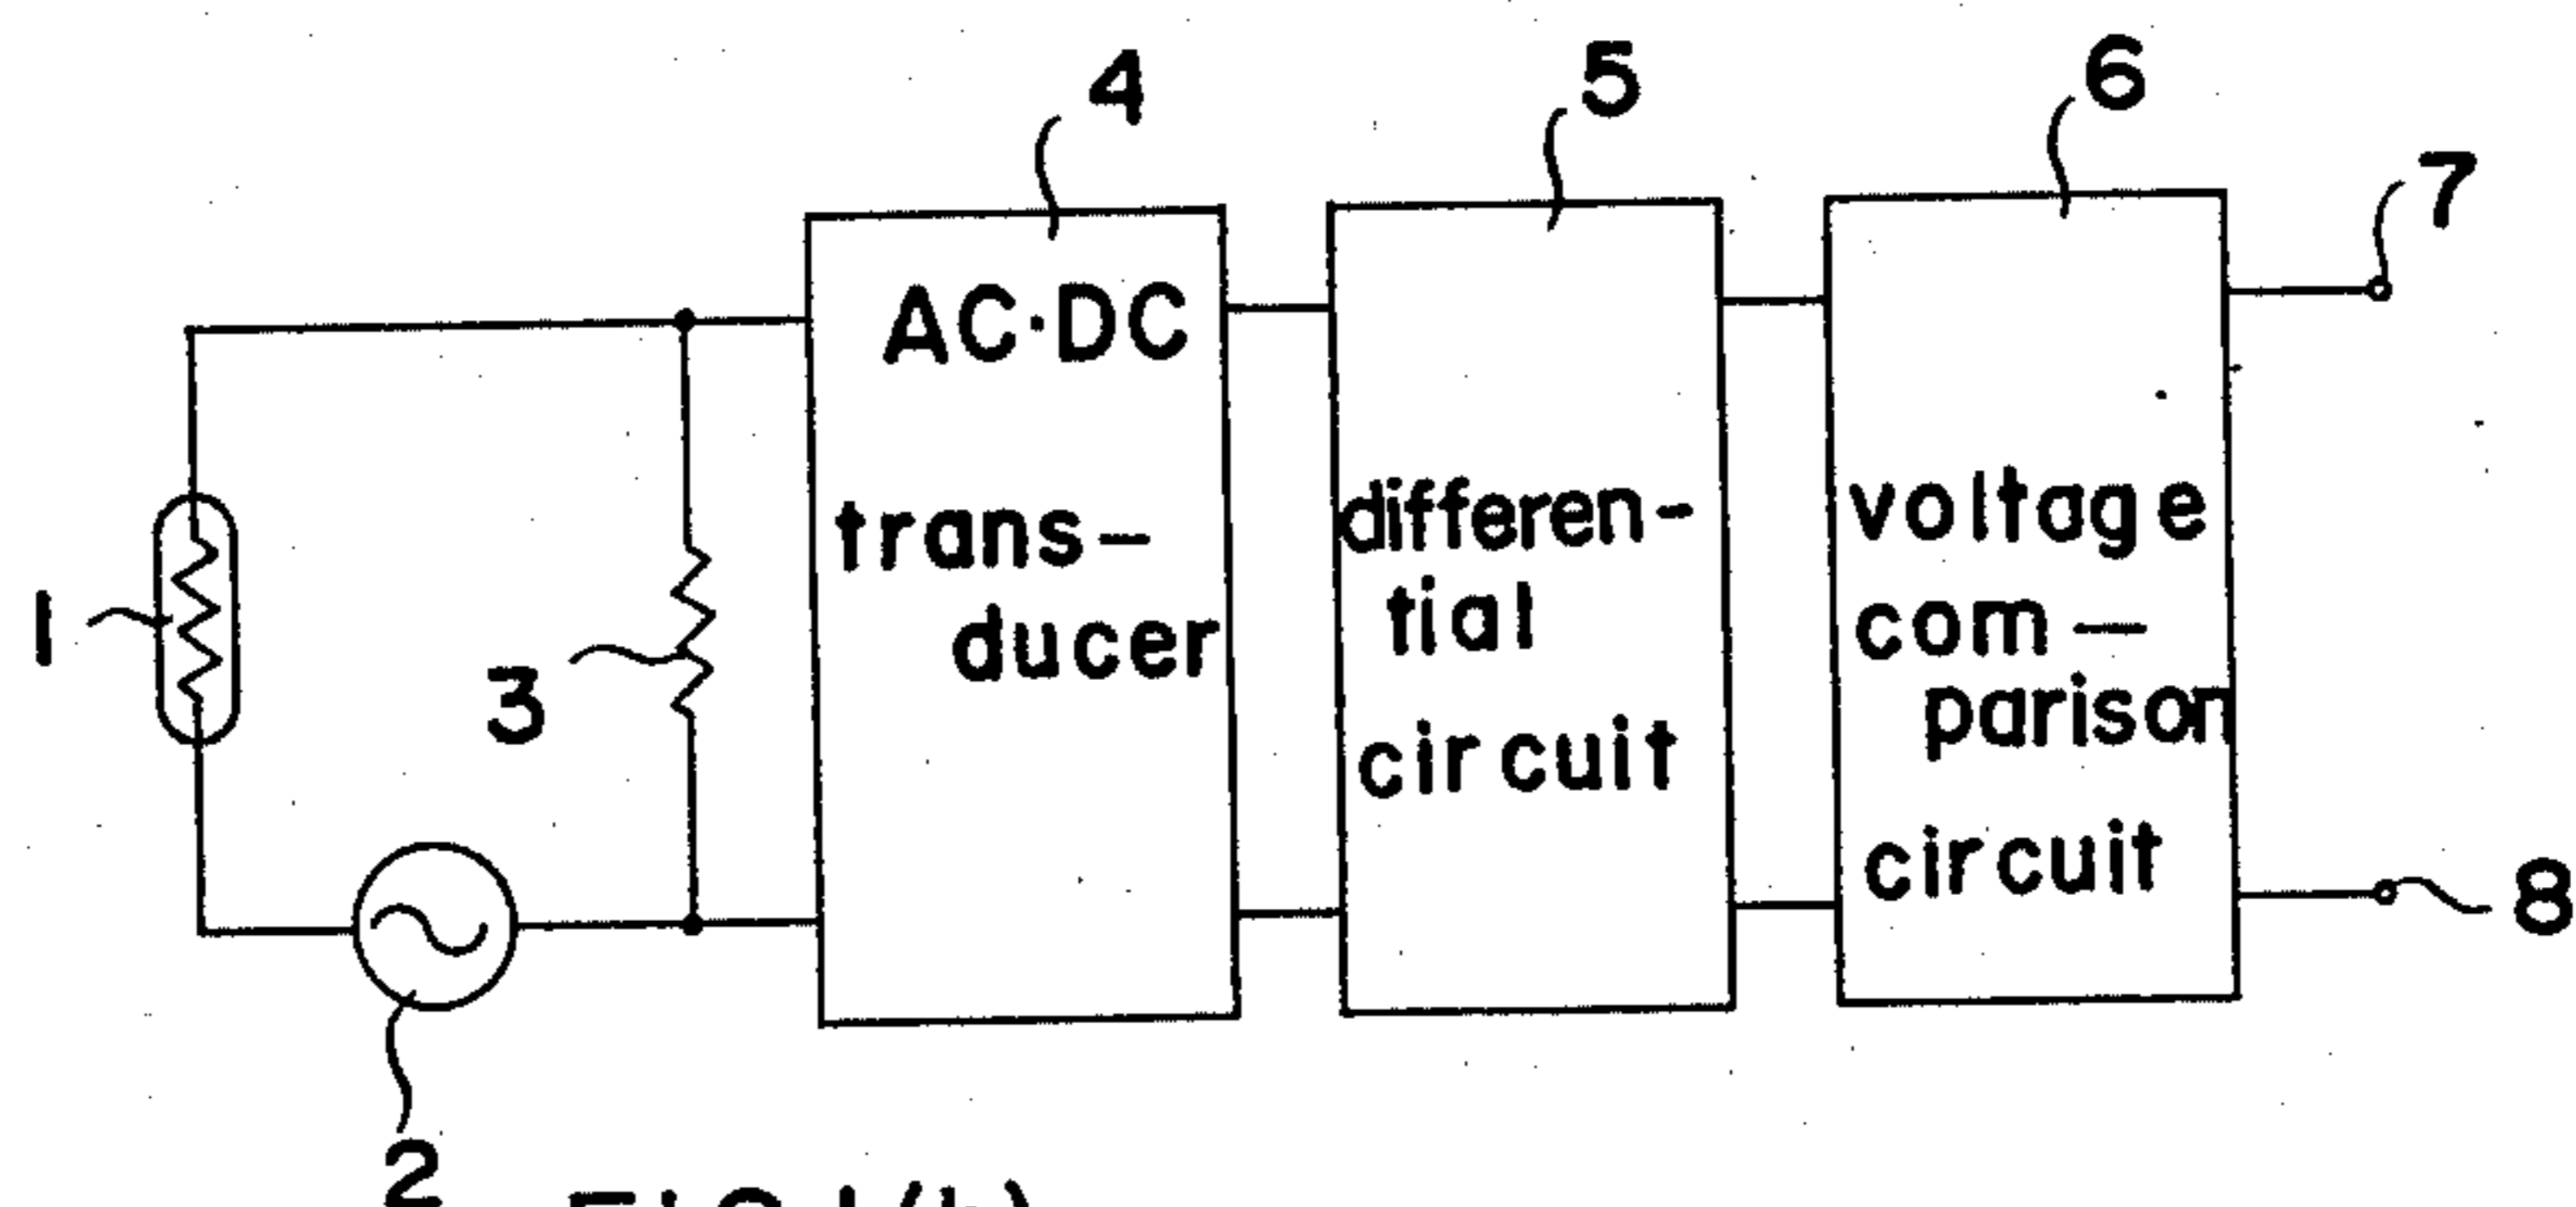 4
5
6
7
AC·DC
trans-
ducer
differen-
tial
circuit
voltage
com-
parison
circuit
1
3
8
2